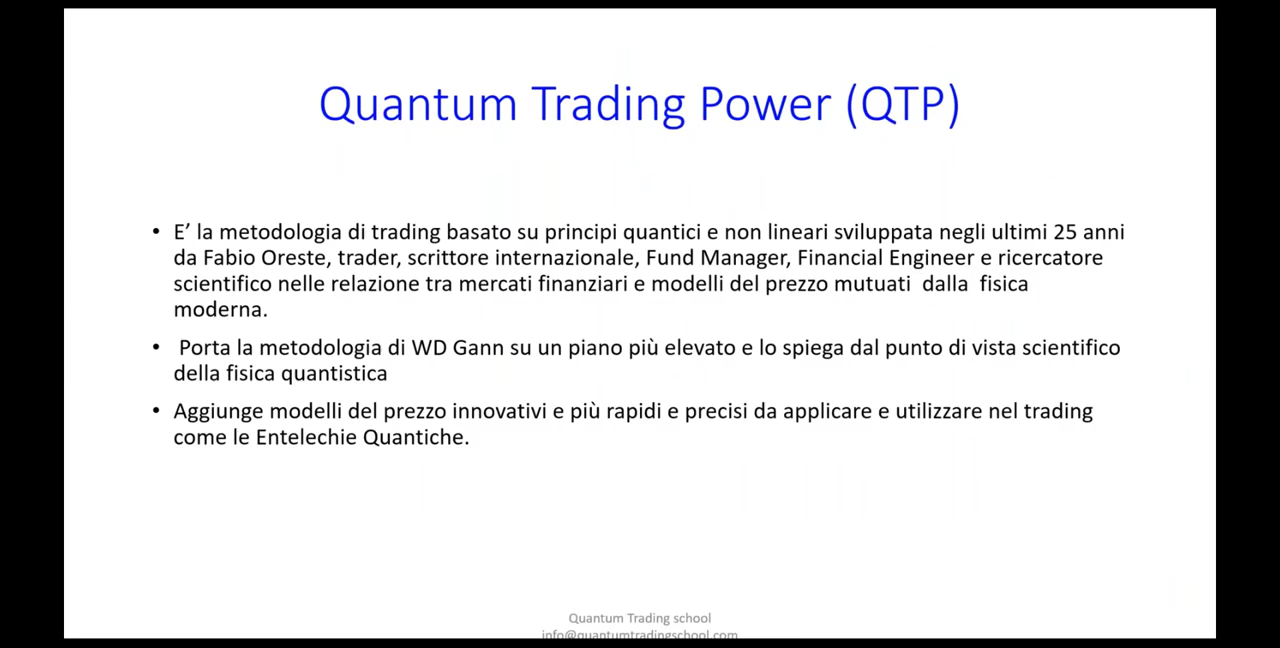 Quantum Trading Power (QTP)
• E’ la metodologia di trading basato su principi quantici e non lineari sviluppata negli ultimi 25 anni
da Fabio Oreste, trader, scrittore internazionale, Fund Manager, Financial Engineer e ricercatore
scientifico nelle relazione tra mercati finanziari e modelli del prezzo mutuati dalla fisica
moderna.
• Porta la metodologia di WD Gann su un piano più elevato e lo spiega dal punto di vista scientifico
della fisica quantistica
• Aggiunge modelli del prezzo innovativi e più rapidi e precisi da applicare e utilizzare nel trading
come le Entelechie Quantiche.
Quantum Trading school
info@quantumtradingschool.com